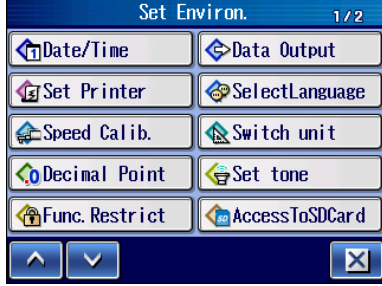 Set Environ. 1/2
Date/Time Data Output
Set Printer SelectLanguage
Speed Calib. Switch unit
Decimal Point Set tone
Func.Restrict AccessToSDCard